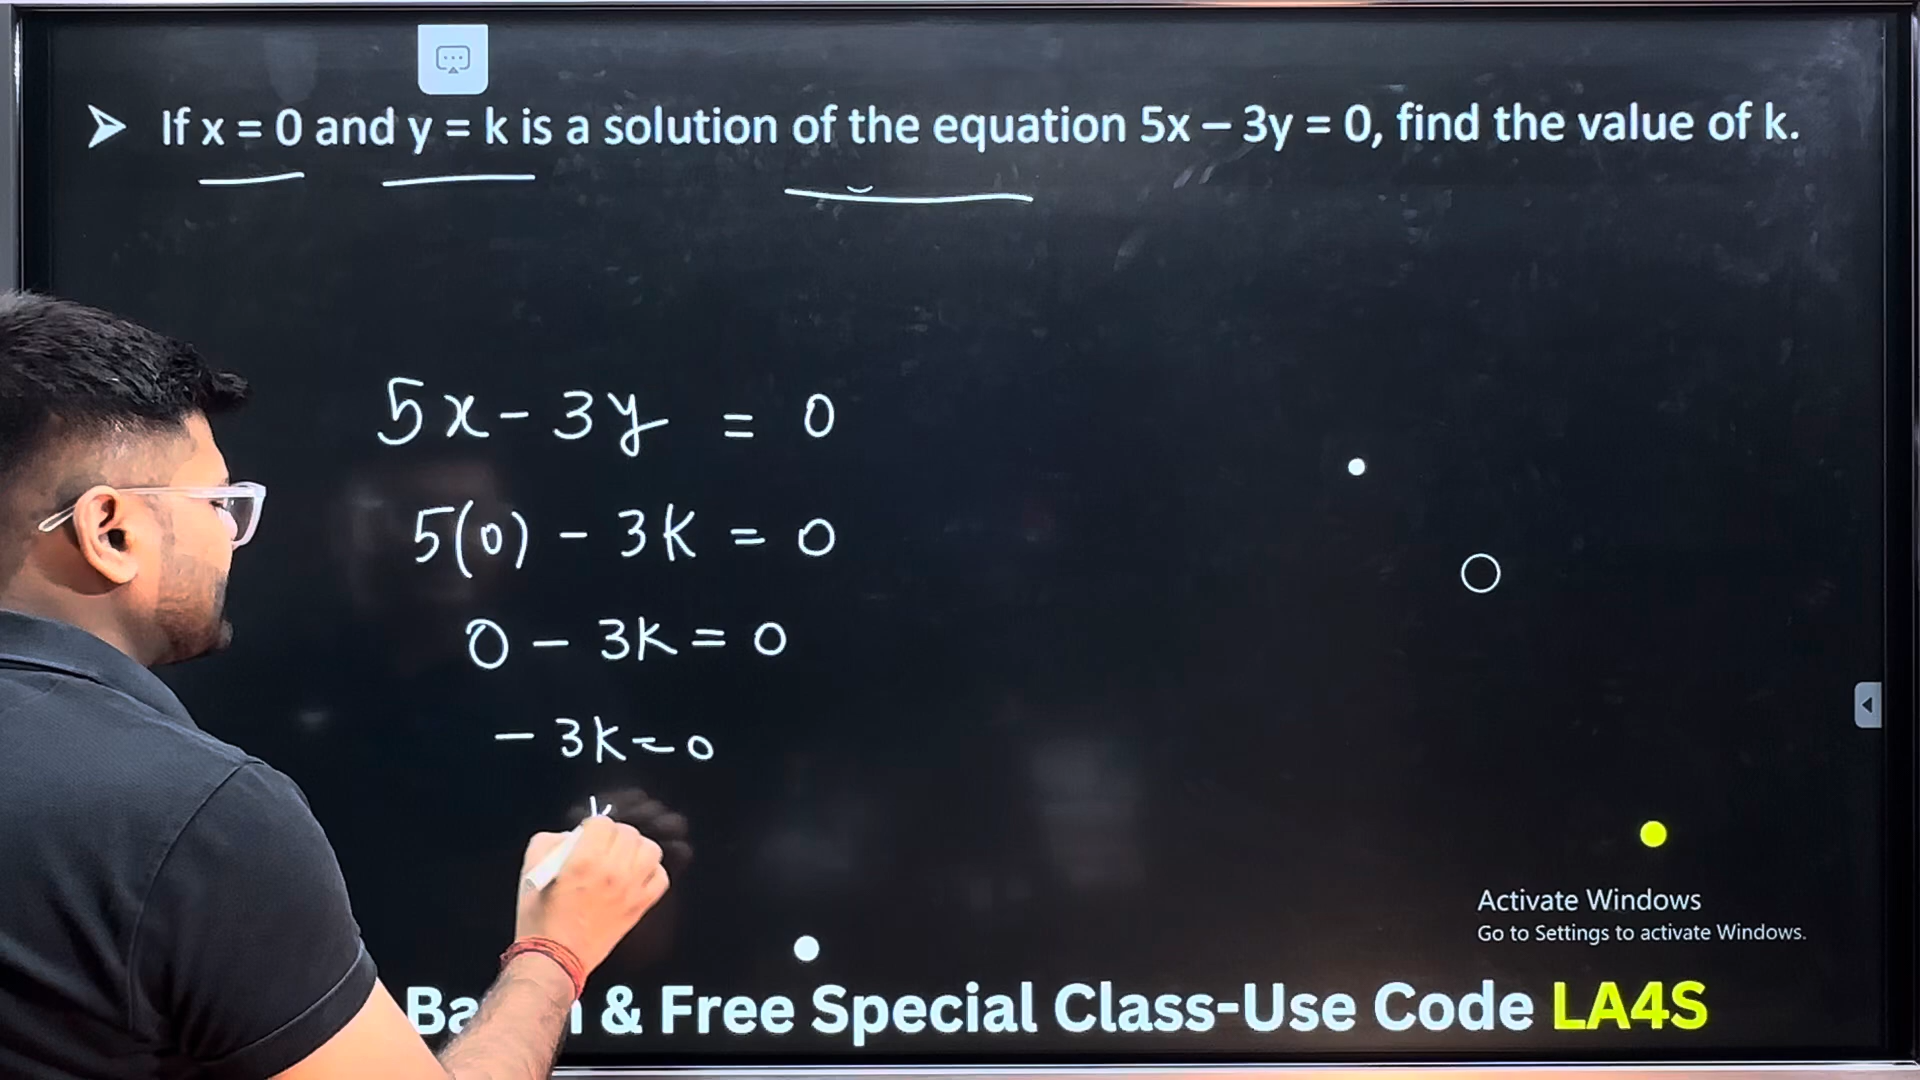 ➢ If x = 0 and y = k is a solution of the equation 5x – 3y = 0, find the value of k.
5x - 3y = 0
5(0) - 3k = 0
0 - 3k = 0
- 3k = 0
k
Activate Windows
Go to Settings to activate Windows.
& Free Special Class-Use Code LA4S